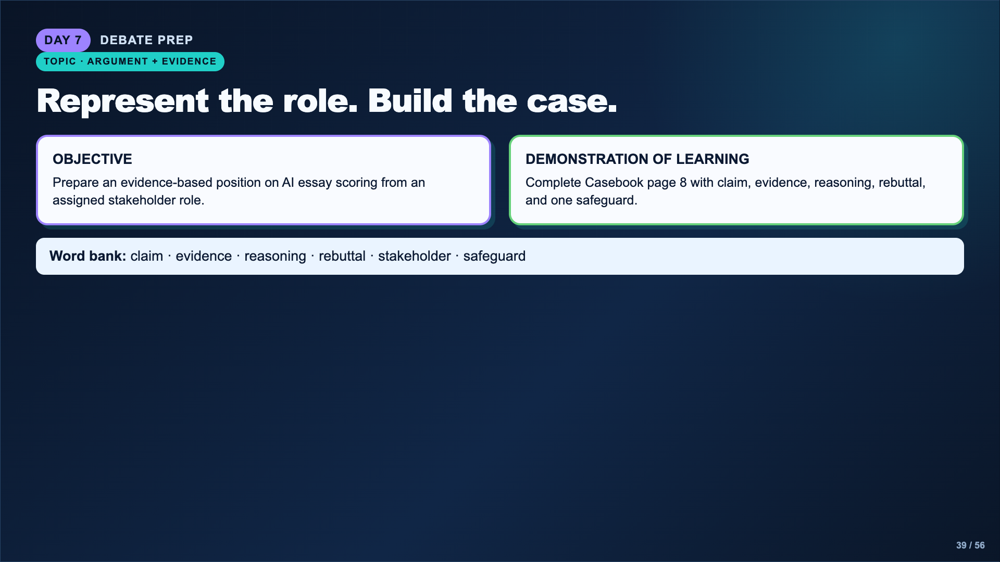 DAY 7 DEBATE PREP
TOPIC · ARGUMENT + EVIDENCE
Represent the role. Build the case.
OBJECTIVE
Prepare an evidence-based position on AI essay scoring from an
assigned stakeholder role.
DEMONSTRATION OF LEARNING
Complete Casebook page 8 with claim, evidence, reasoning, rebuttal,
and one safeguard.
Word bank: claim · evidence · reasoning · rebuttal · stakeholder · safeguard
39 / 56